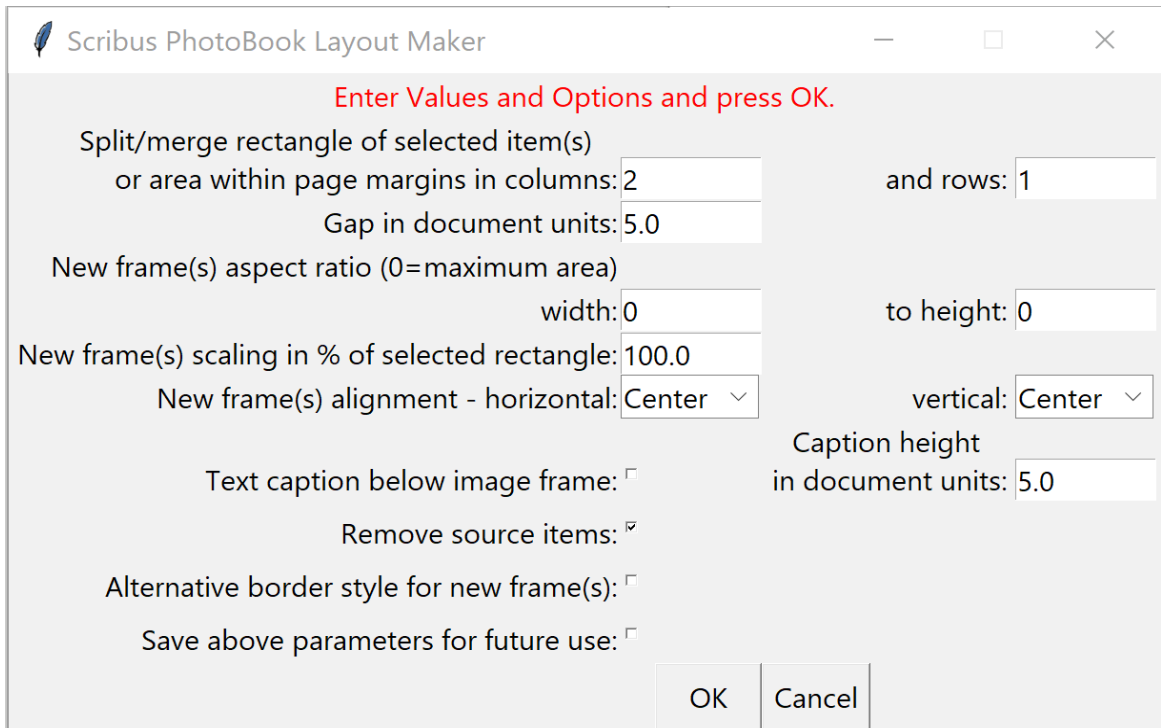 Scribus PhotoBook Layout Maker
Enter Values and Options and press OK.
Split/merge rectangle of selected item(s)
or area within page margins in columns: 2 and rows: 1
Gap in document units: 5.0
New frame(s) aspect ratio (0=maximum area)
width: 0 to height: 0
New frame(s) scaling in % of selected rectangle: 100.0
New frame(s) alignment - horizontal: Center vertical: Center
Caption height
Text caption below image frame: in document units: 5.0
Remove source items:
Alternative border style for new frame(s):
Save above parameters for future use:
OK Cancel